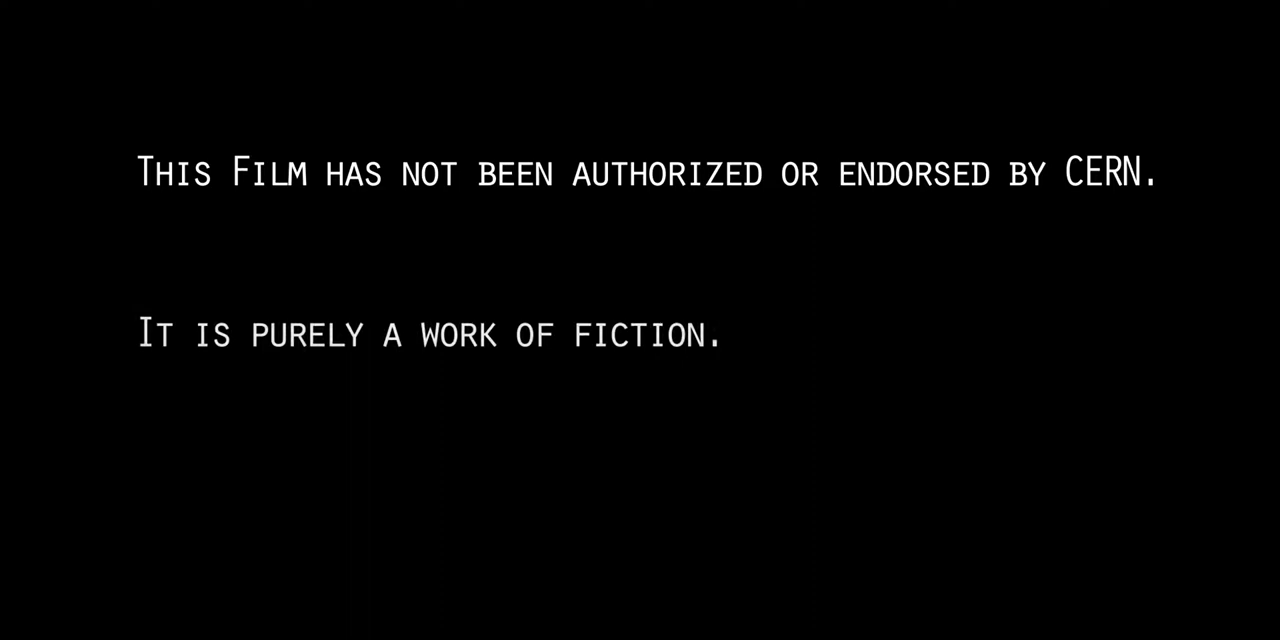 This Film has not been authorized or endorsed by CERN.
It is purely a work of fiction.